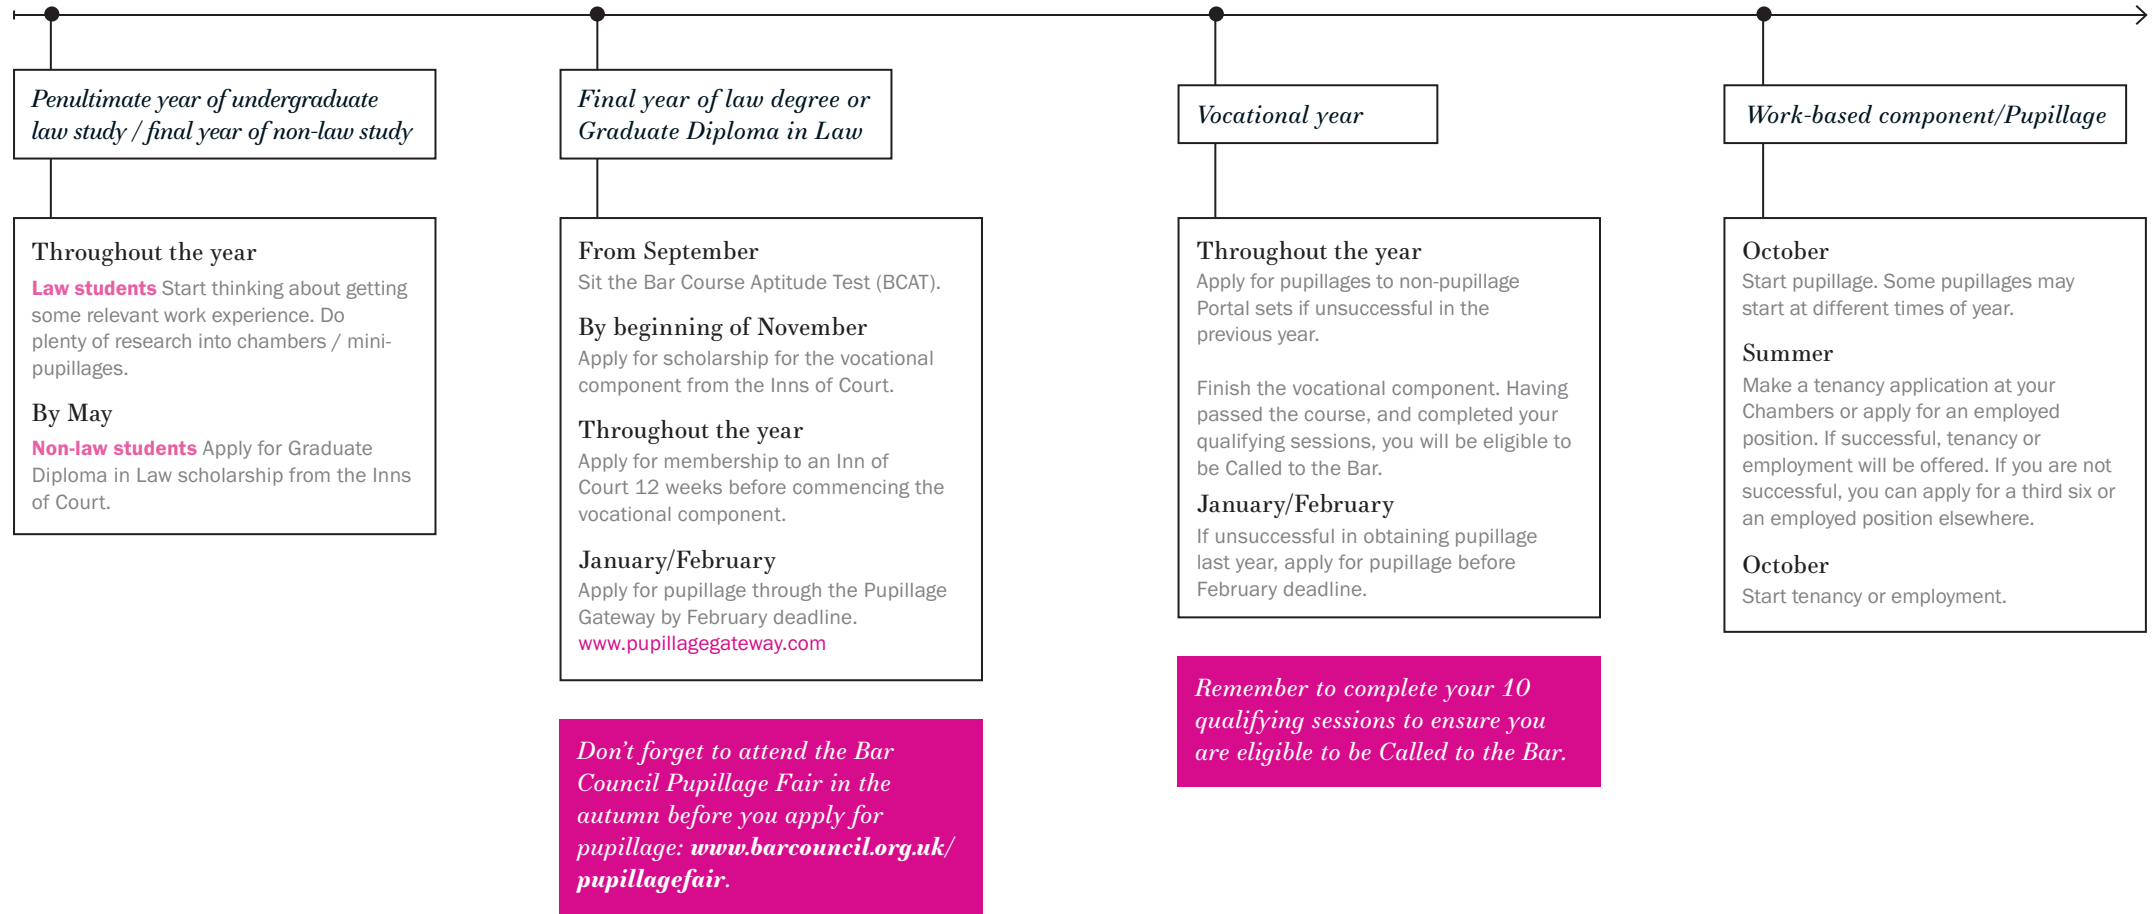 Penultimate year of undergraduate
law study / final year of non-law study
Throughout the year
Law students Start thinking about getting
some relevant work experience. Do
plenty of research into chambers / mini-
pupillages.
By May
Non-law students Apply for Graduate
Diploma in Law scholarship from the Inns
of Court.
Final year of law degree or
Graduate Diploma in Law
From September
Sit the Bar Course Aptitude Test (BCAT).
By beginning of November
Apply for scholarship for the vocational
component from the Inns of Court.
Throughout the year
Apply for membership to an Inn of
Court 12 weeks before commencing the
vocational component.
January/February
Apply for pupillage through the Pupillage
Gateway by February deadline.
www.pupillagegateway.com
Don't forget to attend the Bar
Council Pupillage Fair in the
autumn before you apply for
pupillage: www.barcouncil.org.uk/
pupillagefair.
Vocational year
Throughout the year
Apply for pupillages to non-pupillage
Portal sets if unsuccessful in the
previous year.
Finish the vocational component. Having
passed the course, and completed your
qualifying sessions, you will be eligible to
be Called to the Bar.
January/February
If unsuccessful in obtaining pupillage
last year, apply for pupillage before
February deadline.
Remember to complete your 10
qualifying sessions to ensure you
are eligible to be Called to the Bar.
Work-based component/Pupillage
October
Start pupillage. Some pupillages may
start at different times of year.
Summer
Make a tenancy application at your
Chambers or apply for an employed
position. If successful, tenancy or
employment will be offered. If you are not
successful, you can apply for a third six or
an employed position elsewhere.
October
Start tenancy or employment.